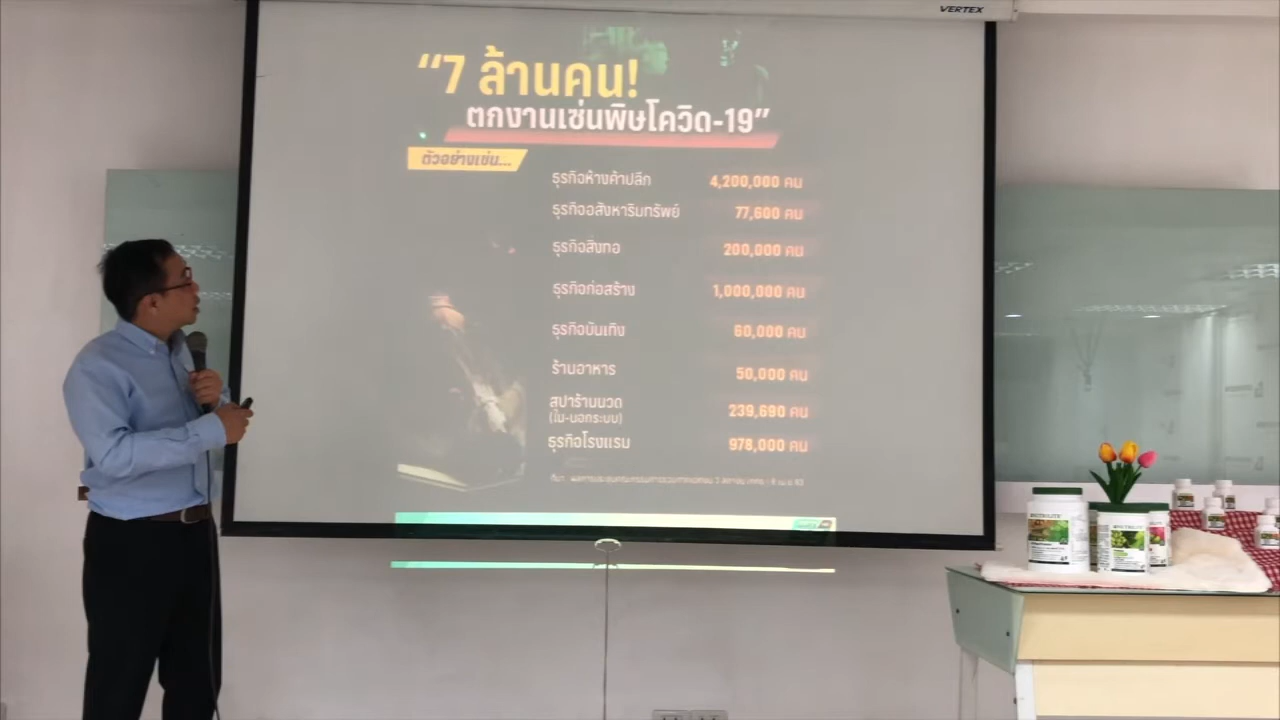 VERTEX
“7 ล้านคน!
ตกงานเซ่นพิษโควิด-19”
ตัวอย่างเช่น...
ธุรกิจห้างค้าปลีก 4,200,000 คน
ธุรกิจอสังหาริมทรัพย์ 77,600 คน
ธุรกิจสิ่งทอ 200,000 คน
ธุรกิจก่อสร้าง 1,000,000 คน
ธุรกิจบันเทิง 60,000 คน
ร้านอาหาร 50,000 คน
สปาร้านนวด 239,690 คน
(ใน-นอกระบบ)
ธุรกิจโรงแรม 978,000 คน
NUTRILITE
NUTRILITE